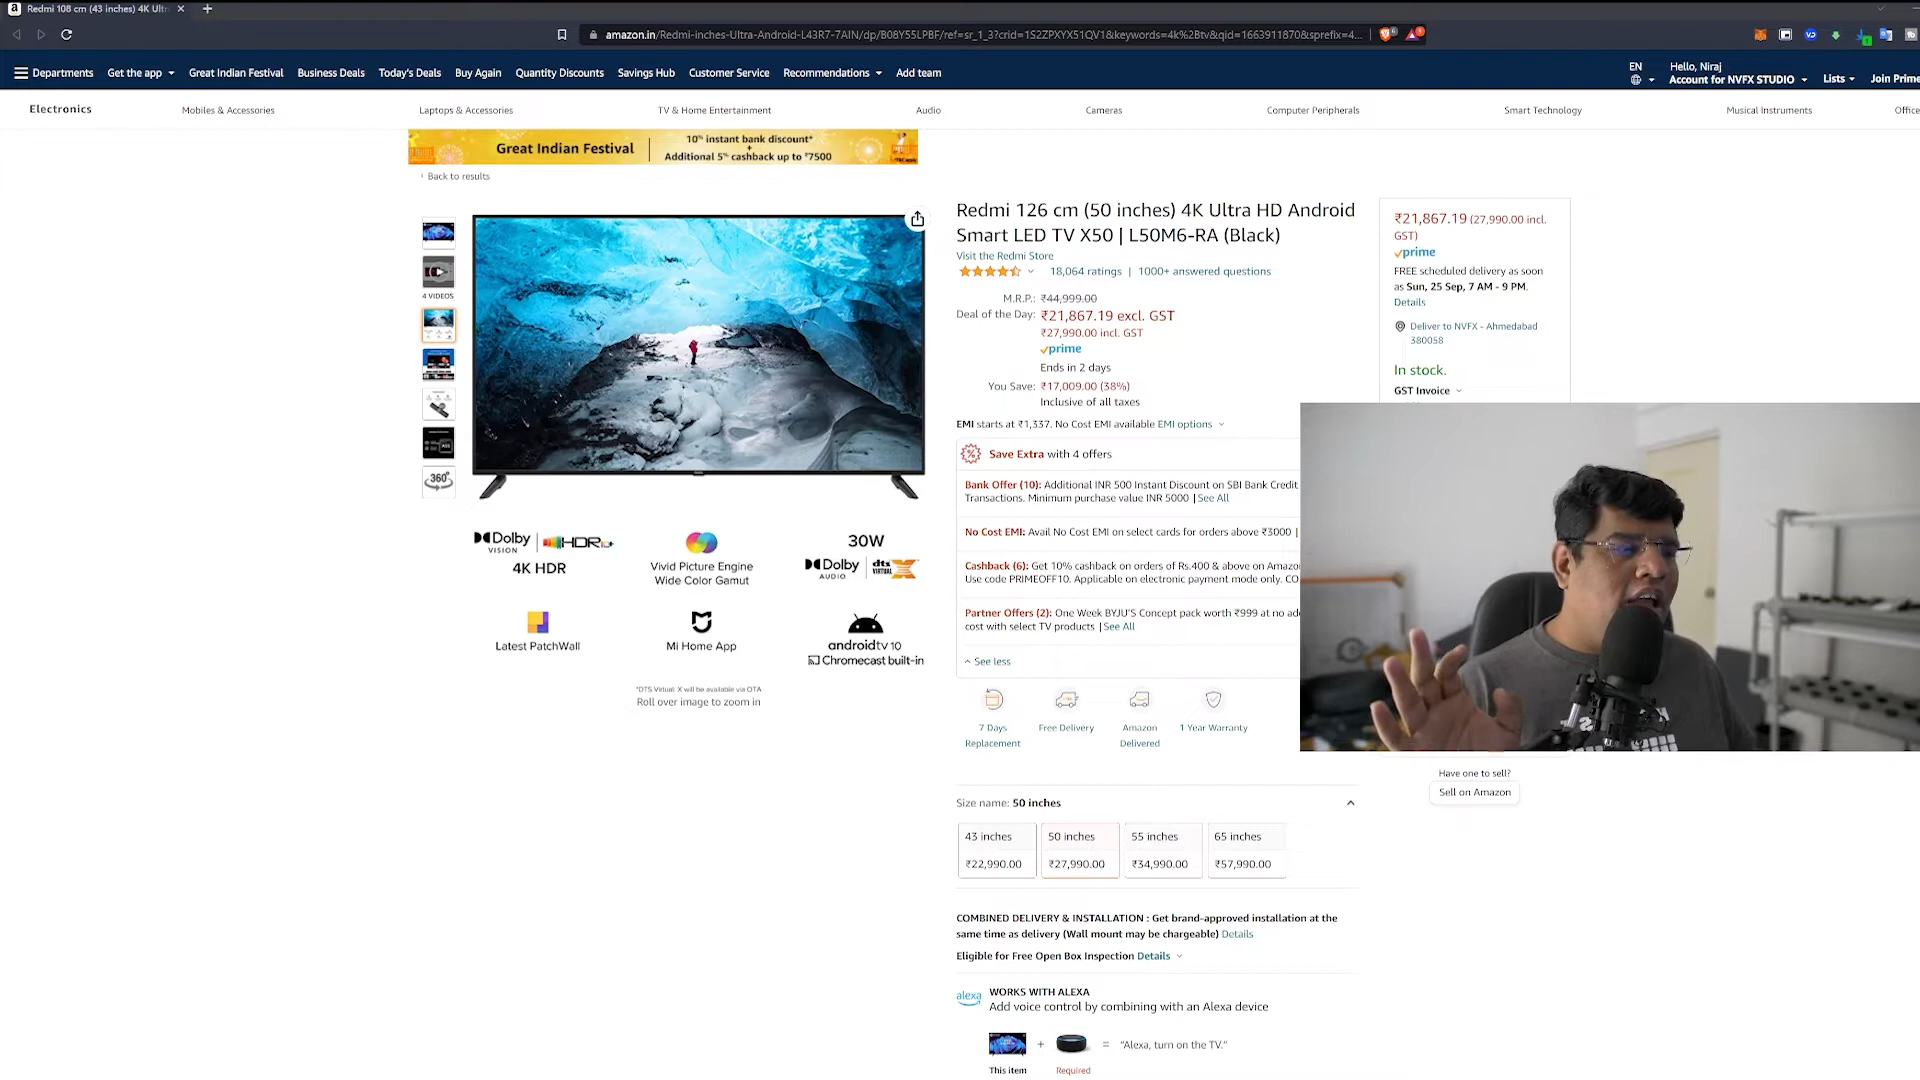 Redmi 108 cm (43 inches) 4K Ultr
amazon.in/Redmi-inches-Ultra-Android-L43R7-7AIN/dp/B08Y55LPBF/ref=sr_1_3?crid=1S2ZPXYX51QV1&keywords=4k%2btv&qid=1663911870&sprefix=4...
Departments Get the app Great Indian Festival Business Deals Today's Deals Buy Again Quantity Discounts Savings Hub Customer Service Recommendations Add team
EN
Hello, Niraj
Account for NVFX STUDIO Lists Join Prime
Electronics Mobiles & Accessories Laptops & Accessories TV & Home Entertainment Audio Cameras Computer Peripherals Smart Technology Musical Instruments Office
Great Indian Festival
10% instant bank discount*
+
Additional 5% cashback up to ₹7500
Back to results
4 VIDEOS
360°
Dolby VISION HDR10+
4K HDR
Vivid Picture Engine
Wide Color Gamut
30W
Dolby AUDIO dts VIRTUAL X
Latest PatchWall
Mi Home App
androidtv 10
Chromecast built-in
*DTS Virtual: X will be available via OTA
Roll over image to zoom in
Redmi 126 cm (50 inches) 4K Ultra HD Android
Smart LED TV X50 | L50M6-RA (Black)
Visit the Redmi Store
18,064 ratings | 1000+ answered questions
M.R.P.: ₹44,999.00
Deal of the Day: ₹21,867.19 excl. GST
₹27,990.00 incl. GST
prime
Ends in 2 days
You Save: ₹17,009.00 (38%)
Inclusive of all taxes
EMI starts at ₹1,337. No Cost EMI available EMI options
Save Extra with 4 offers
Bank Offer (10): Additional INR 500 Instant Discount on SBI Bank Credit
Transactions. Minimum purchase value INR 5000 | See All
No Cost EMI: Avail No Cost EMI on select cards for orders above ₹3000 |
Cashback (6): Get 10% cashback on orders of Rs.400 & above on Amazon
Use code PRIMEOFF10. Applicable on electronic payment mode only. CO
Partner Offers (2): One Week BYJU'S Concept pack worth ₹999 at no ad
cost with select TV products | See All
See less
7 Days
Replacement
Free Delivery
Amazon
Delivered
1 Year Warranty
Size name: 50 inches
43 inches 50 inches 55 inches 65 inches
₹22,990.00 ₹27,990.00 ₹34,990.00 ₹57,990.00
COMBINED DELIVERY & INSTALLATION : Get brand-approved installation at the
same time as delivery (Wall mount may be chargeable) Details
Eligible for Free Open Box Inspection Details
alexa
WORKS WITH ALEXA
Add voice control by combining with an Alexa device
+ = "Alexa, turn on the TV."
This item Required
₹21,867.19 (27,990.00 incl.
GST)
prime
FREE scheduled delivery as soon
as Sun, 25 Sep, 7 AM - 9 PM.
Details
Deliver to NVFX - Ahmedabad
380058
In stock.
GST Invoice
Have one to sell?
Sell on Amazon